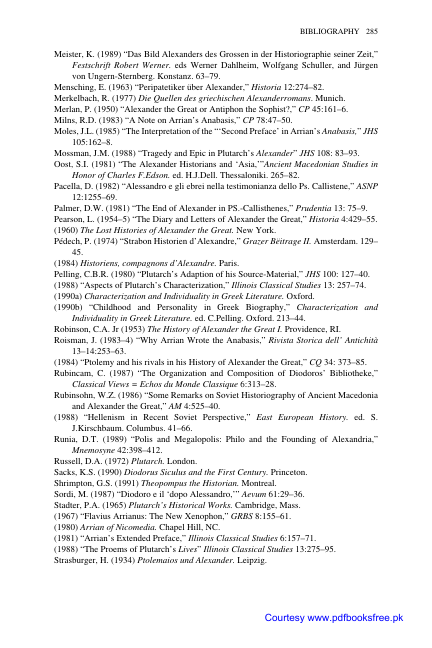 BIBLIOGRAPHY 285
Meister, K. (1989) “Das Bild Alexanders des Grossen in der Historiographie seiner Zeit,”
Festschrift Robert Werner. eds Werner Dahlheim, Wolfgang Schuller, and Jürgen
von Ungern-Sternberg. Konstanz. 63–79.
Mensching, E. (1963) “Peripatetiker über Alexander,” Historia 12:274–82.
Merkelbach, R. (1977) Die Quellen des griechischen Alexanderromans. Munich.
Merlan, P. (1950) “Alexander the Great or Antiphon the Sophist?,” CP 45:161–6.
Milns, R.D. (1983) “A Note on Arrian’s Anabasis,” CP 78:47–50.
Moles, J.L. (1985) “The Interpretation of the “‘Second Preface’ in Arrian’s Anabasis,” JHS
105:162–8.
Mossman, J.M. (1988) “Tragedy and Epic in Plutarch’s Alexander” JHS 108: 83–93.
Oost, S.I. (1981) “The Alexander Historians and ‘Asia,’”Ancient Macedonian Studies in
Honor of Charles F.Edson. ed. H.J.Dell. Thessaloniki. 265–82.
Pacella, D. (1982) “Alessandro e gli ebrei nella testimonianza dello Ps. Callistene,” ASNP
12:1255–69.
Palmer, D.W. (1981) “The End of Alexander in PS.-Callisthenes,” Prudentia 13: 75–9.
Pearson, L. (1954–5) “The Diary and Letters of Alexander the Great,” Historia 4:429–55.
(1960) The Lost Histories of Alexander the Great. New York.
Pédech, P. (1974) “Strabon Historien d’Alexandre,” Grazer Beïtrage II. Amsterdam. 129–
45.
(1984) Historiens, compagnons d’Alexandre. Paris.
Pelling, C.B.R. (1980) “Plutarch’s Adaption of his Source-Material,” JHS 100: 127–40.
(1988) “Aspects of Plutarch’s Characterization,” Illinois Classical Studies 13: 257–74.
(1990a) Characterization and Individuality in Greek Literature. Oxford.
(1990b) “Childhood and Personality in Greek Biography,” Characterization and
Individuality in Greek Literature. ed. C.Pelling. Oxford. 213–44.
Robinson, C.A. Jr (1953) The History of Alexander the Great I. Providence, RI.
Roisman, J. (1983–4) “Why Arrian Wrote the Anabasis,” Rivista Storica dell’ Antichità
13–14:253–63.
(1984) “Ptolemy and his rivals in his History of Alexander the Great,” CQ 34: 373–85.
Rubincam, C. (1987) “The Organization and Composition of Diodoros’ Bibliotheke,”
Classical Views = Echos du Monde Classique 6:313–28.
Rubinsohn, W.Z. (1986) “Some Remarks on Soviet Historiography of Ancient Macedonia
and Alexander the Great,” AM 4:525–40.
(1988) “Hellenism in Recent Soviet Perspective,” East European History. ed. S.
J.Kirschbaum. Columbus. 41–66.
Runia, D.T. (1989) “Polis and Megalopolis: Philo and the Founding of Alexandria,”
Mnemosyne 42:398–412.
Russell, D.A. (1972) Plutarch. London.
Sacks, K.S. (1990) Diodorus Siculus and the First Century. Princeton.
Shrimpton, G.S. (1991) Theopompus the Historian. Montreal.
Sordi, M. (1987) “Diodoro e il ‘dopo Alessandro,’” Aevum 61:29–36.
Stadter, P.A. (1965) Plutarch’s Historical Works. Cambridge, Mass.
(1967) “Flavius Arrianus: The New Xenophon,” GRBS 8:155–61.
(1980) Arrian of Nicomedia. Chapel Hill, NC.
(1981) “Arrian’s Extended Preface,” Illinois Classical Studies 6:157–71.
(1988) “The Proems of Plutarch’s Lives” Illinois Classical Studies 13:275–95.
Strasburger, H. (1934) Ptolemaios und Alexander. Leipzig.
Courtesy www.pdfbooksfree.pk